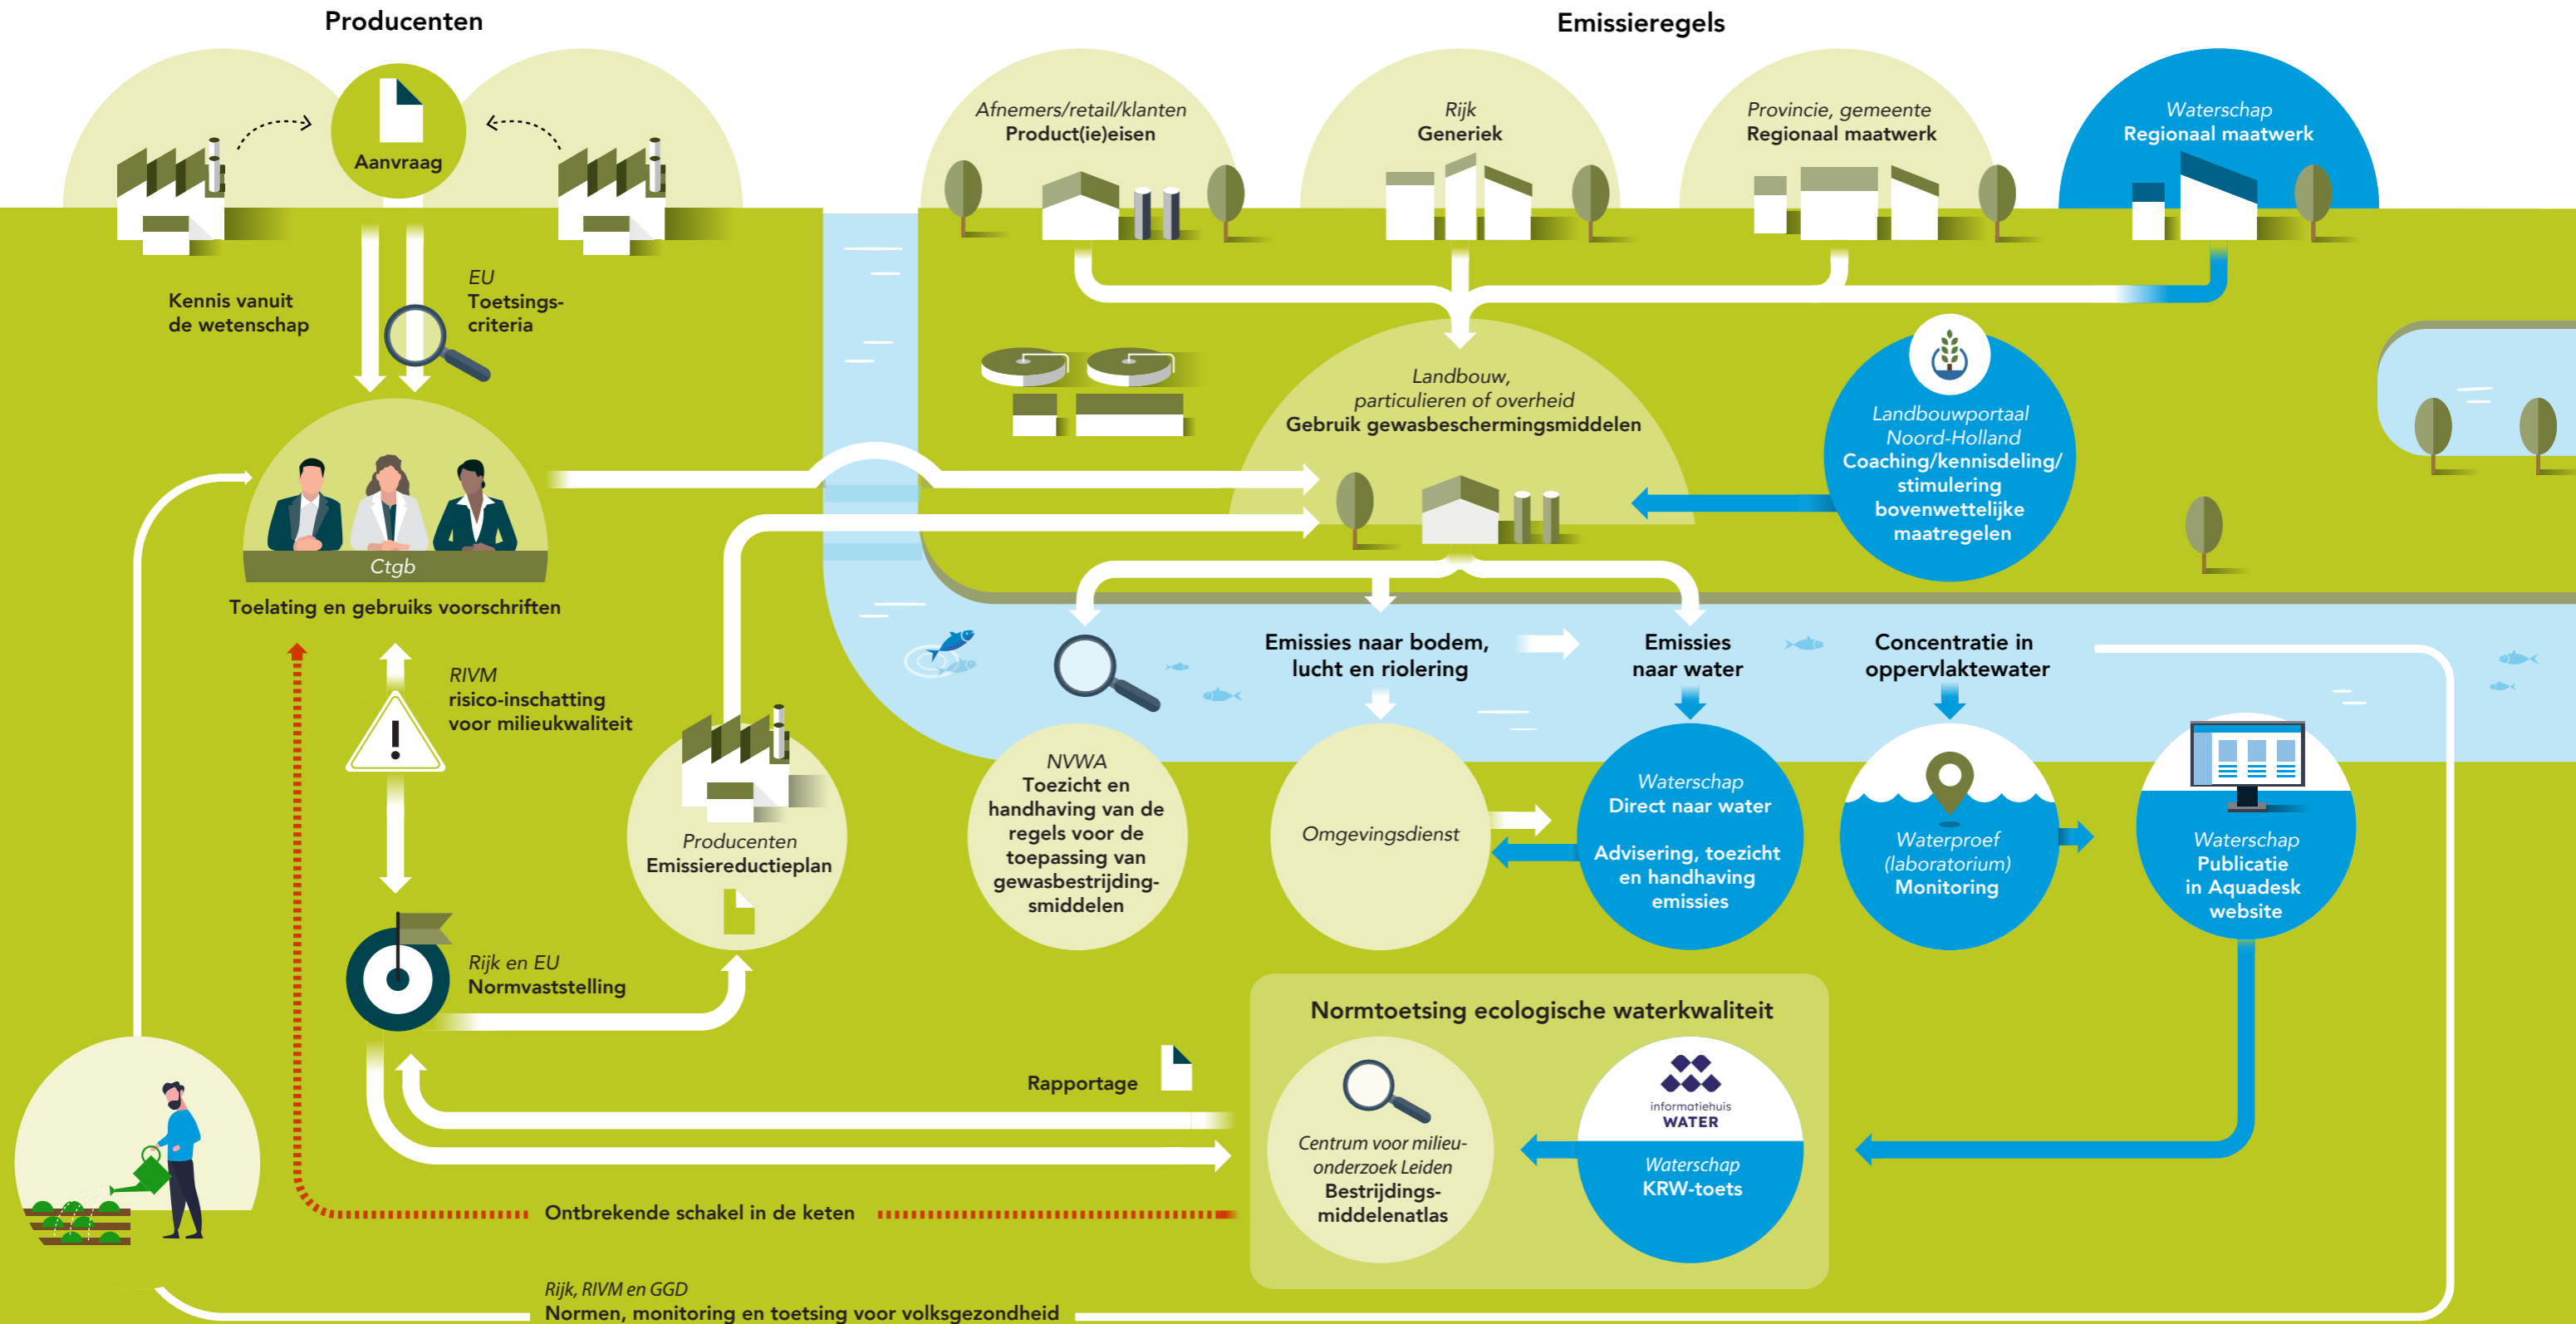 Producenten
Aanvraag
Kennis vanuit
de wetenschap
EU
Toetsings-
criteria
Ctgb
Toelating en gebruiks voorschriften
RIVM
risico-inschatting
voor milieukwaliteit
Rijk en EU
Normvaststelling
Producenten
Emissiereductieplan
Emissieregels
Afnemers/retail/klanten
Product(ie)eisen
Rijk
Generiek
Provincie, gemeente
Regionaal maatwerk
Waterschap
Regionaal maatwerk
Landbouw,
particulieren of overheid
Gebruik gewasbeschermingsmiddelen
Landbouwportaal
Noord-Holland
Coaching/kennisdeling/
stimulering
bovenwettelijke
maatregelen
Emissies naar bodem,
lucht en riolering
Emissies
naar water
Concentratie in
oppervlaktewater
NVWA
Toezicht en
handhaving van de
regels voor de
toepassing van
gewasbestrijding-
smiddelen
Omgevingsdienst
Waterschap
Direct naar water
Advisering, toezicht
en handhaving
emissies
Waterproef
(laboratorium)
Monitoring
Waterschap
Publicatie
in Aquadesk
website
Normtoetsing ecologische waterkwaliteit
Centrum voor milieu-
onderzoek Leiden
Bestrijdings-
middelenatlas
informatiehuis
WATER
Waterschap
KRW-toets
Rapportage
Ontbrekende schakel in de keten
Rijk, RIVM en GGD
Normen, monitoring en toetsing voor volksgezondheid